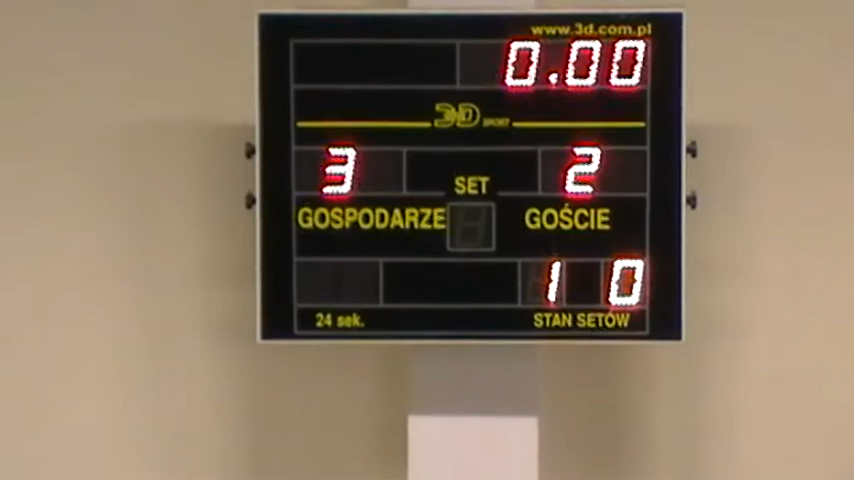 www.3d.com.pl
0.00
3D SPORT
3 2
SET
GOSPODARZE GOŚCIE
1 0
24 sek. STAN SETÓW